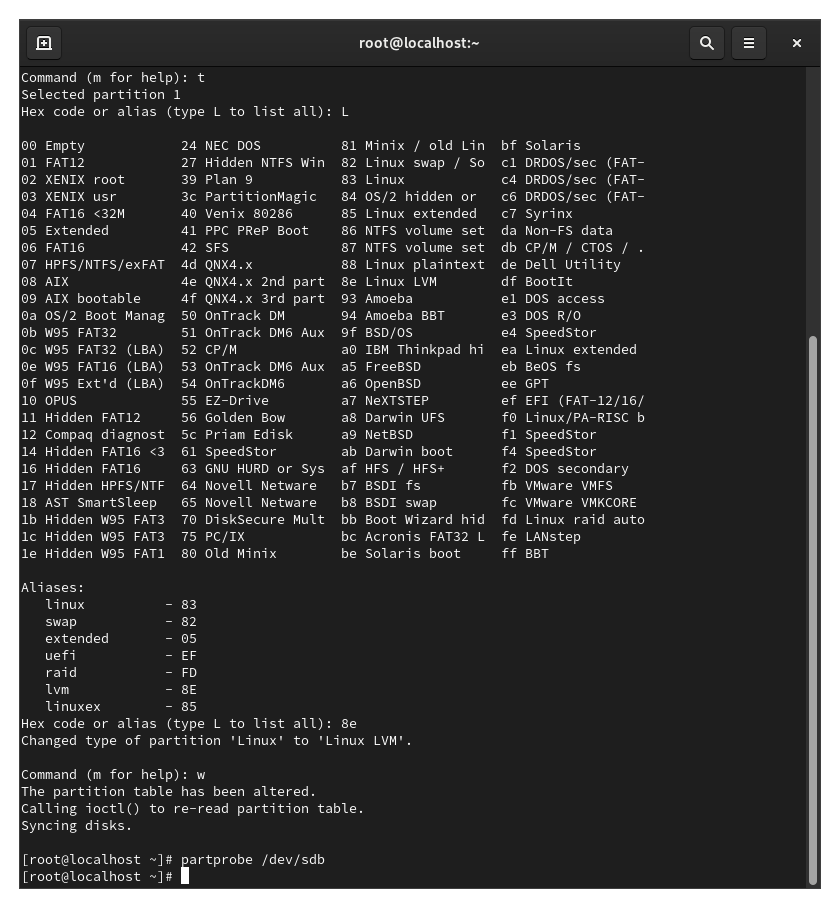 root@localhost:~
Command (m for help): t
Selected partition 1
Hex code or alias (type L to list all): L
00 Empty 24 NEC DOS 81 Minix / old Lin bf Solaris
01 FAT12 27 Hidden NTFS Win 82 Linux swap / So c1 DRDOS/sec (FAT-
02 XENIX root 39 Plan 9 83 Linux c4 DRDOS/sec (FAT-
03 XENIX usr 3c PartitionMagic 84 OS/2 hidden or c6 DRDOS/sec (FAT-
04 FAT16 <32M 40 Venix 80286 85 Linux extended c7 Syrinx
05 Extended 41 PPC PReP Boot 86 NTFS volume set da Non-FS data
06 FAT16 42 SFS 87 NTFS volume set db CP/M / CTOS / .
07 HPFS/NTFS/exFAT 4d QNX4.x 88 Linux plaintext de Dell Utility
08 AIX 4e QNX4.x 2nd part 8e Linux LVM df BootIt
09 AIX bootable 4f QNX4.x 3rd part 93 Amoeba e1 DOS access
0a OS/2 Boot Manag 50 OnTrack DM 94 Amoeba BBT e3 DOS R/O
0b W95 FAT32 51 OnTrack DM6 Aux 9f BSD/OS e4 SpeedStor
0c W95 FAT32 (LBA) 52 CP/M a0 IBM Thinkpad hi ea Linux extended
0e W95 FAT16 (LBA) 53 OnTrack DM6 Aux a5 FreeBSD eb BeOS fs
0f W95 Ext'd (LBA) 54 OnTrackDM6 a6 OpenBSD ee GPT
10 OPUS 55 EZ-Drive a7 NeXTSTEP ef EFI (FAT-12/16/
11 Hidden FAT12 56 Golden Bow a8 Darwin UFS f0 Linux/PA-RISC b
12 Compaq diagnost 5c Priam Edisk a9 NetBSD f1 SpeedStor
14 Hidden FAT16 <3 61 SpeedStor ab Darwin boot f4 SpeedStor
16 Hidden FAT16 63 GNU HURD or Sys af HFS / HFS+ f2 DOS secondary
17 Hidden HPFS/NTF 64 Novell Netware b7 BSDI fs fb VMware VMFS
18 AST SmartSleep 65 Novell Netware b8 BSDI swap fc VMware VMKCORE
1b Hidden W95 FAT3 70 DiskSecure Mult bb Boot Wizard hid fd Linux raid auto
1c Hidden W95 FAT3 75 PC/IX bc Acronis FAT32 L fe LANstep
1e Hidden W95 FAT1 80 Old Minix be Solaris boot ff BBT
Aliases:
linux - 83
swap - 82
extended - 05
uefi - EF
raid - FD
lvm - 8E
linuxex - 85
Hex code or alias (type L to list all): 8e
Changed type of partition 'Linux' to 'Linux LVM'.
Command (m for help): w
The partition table has been altered.
Calling ioctl() to re-read partition table.
Syncing disks.
[root@localhost ~]# partprobe /dev/sdb
[root@localhost ~]#